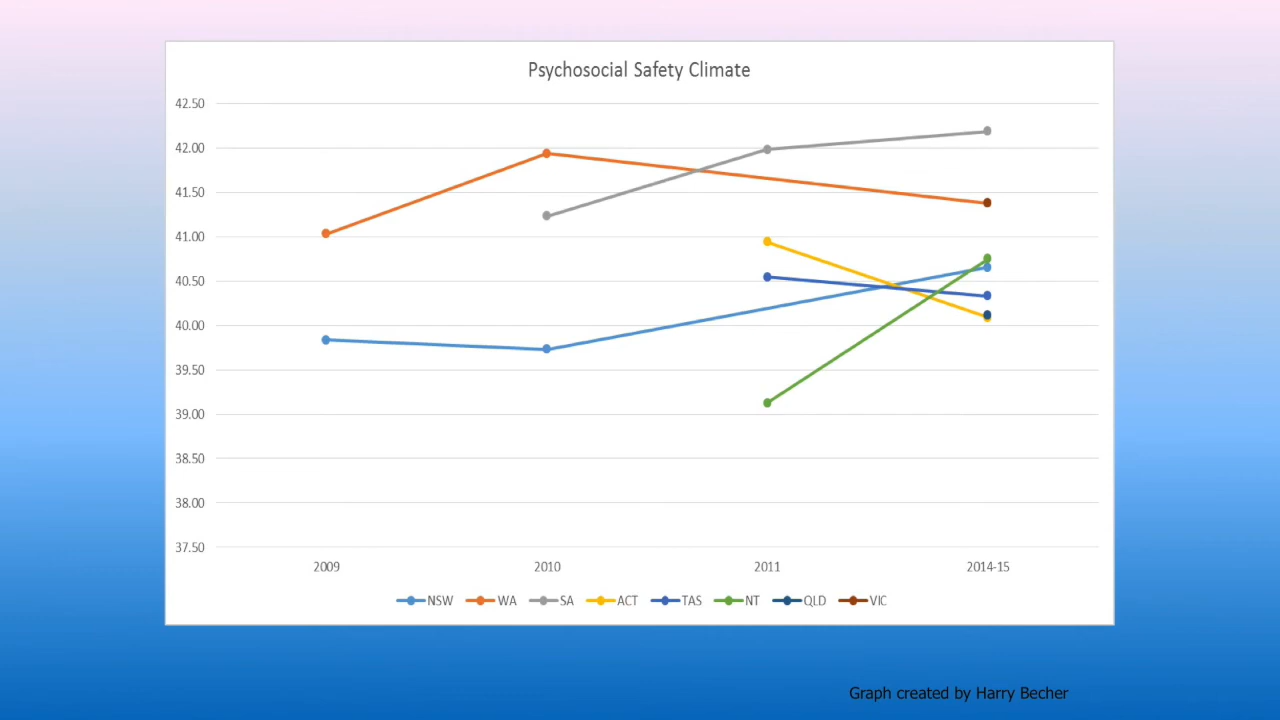 Psychosocial Safety Climate
42.50
42.00
41.50
41.00
40.50
40.00
39.50
39.00
38.50
38.00
37.50
2009 2010 2011 2014-15
NSW WA SA ACT TAS NT QLD VIC
Graph created by Harry Becher